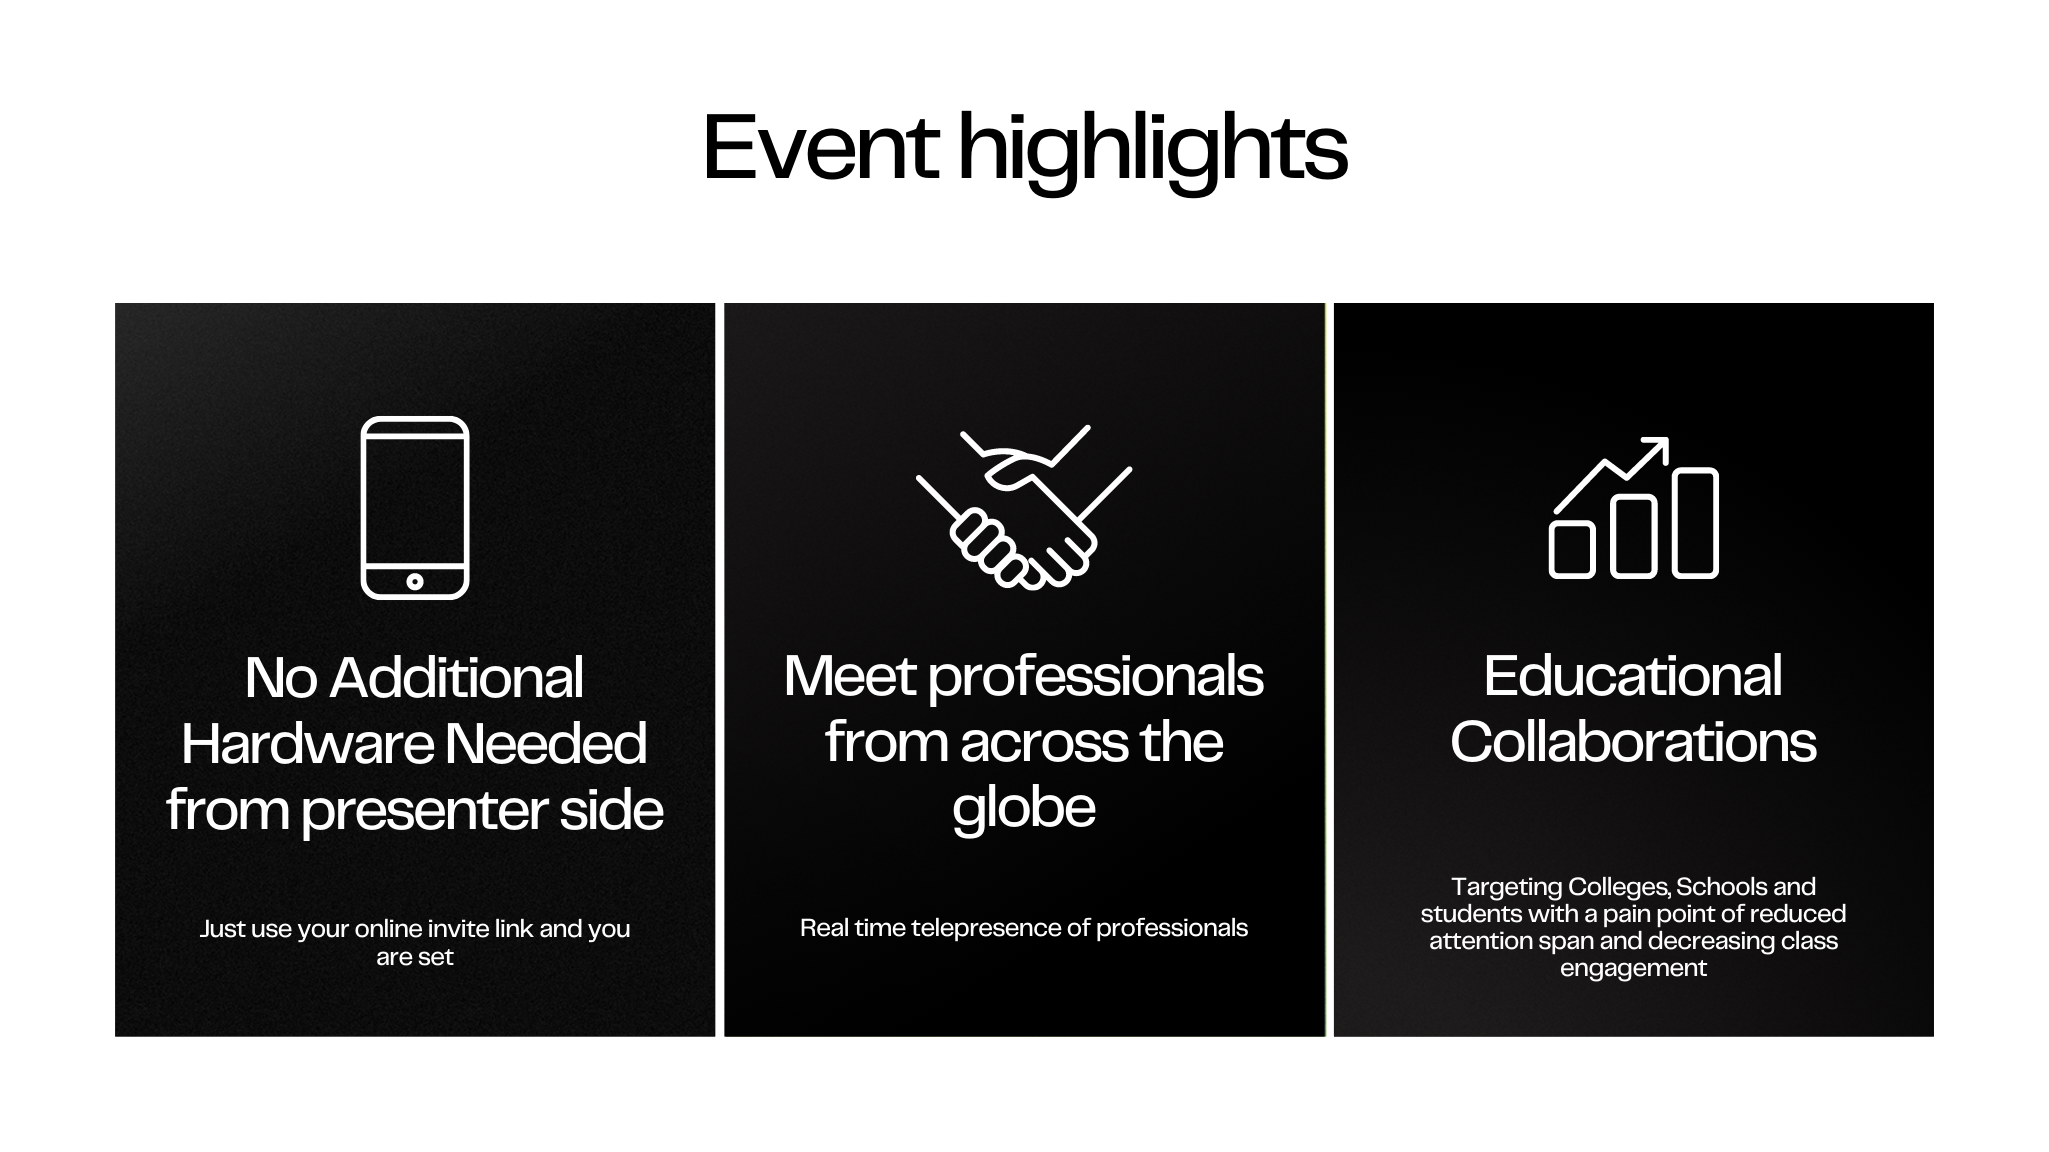 Event highlights
No Additional
Hardware Needed
from presenter side
Just use your online invite link and you
are set
Meet professionals
from across the
globe
Real time telepresence of professionals
Educational
Collaborations
Targeting Colleges, Schools and
students with a pain point of reduced
attention span and decreasing class
engagement